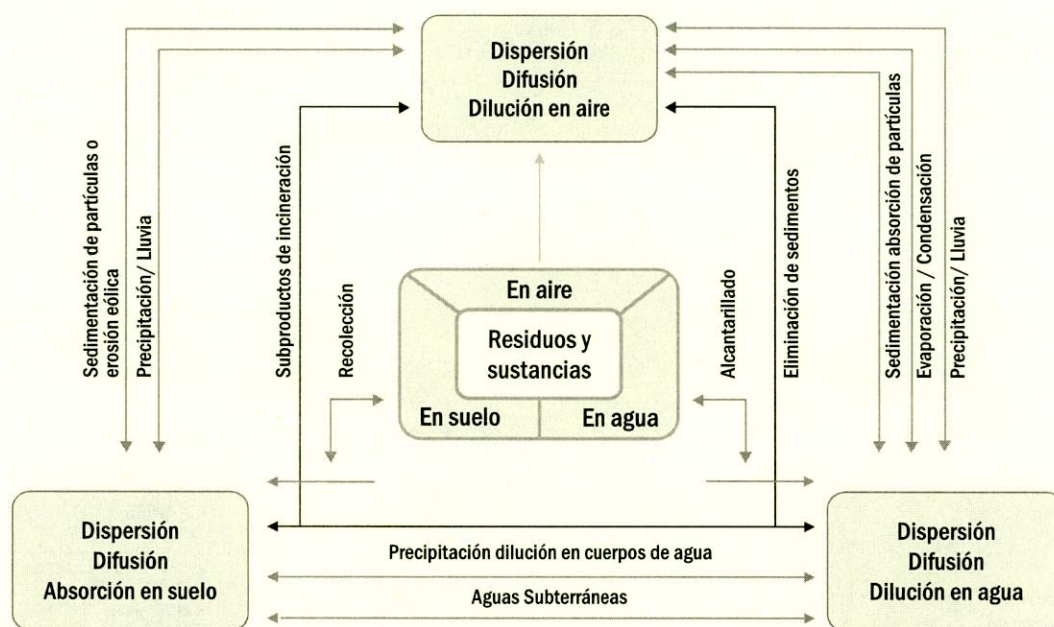 Dispersión
Difusión
Dilución en aire
Sedimentación de partículas o
erosión eólica
Precipitación/ Lluvia
Subproductos de incineración
Recolección
En aire
Residuos y
sustancias
En suelo
En agua
Alcantarillado
Eliminación de sedimentos
Sedimentación absorción de partículas
Evaporación / Condensación
Precipitación/ Lluvia
Dispersión
Difusión
Absorción en suelo
Precipitación dilución en cuerpos de agua
Aguas Subterráneas
Dispersión
Difusión
Dilución en agua